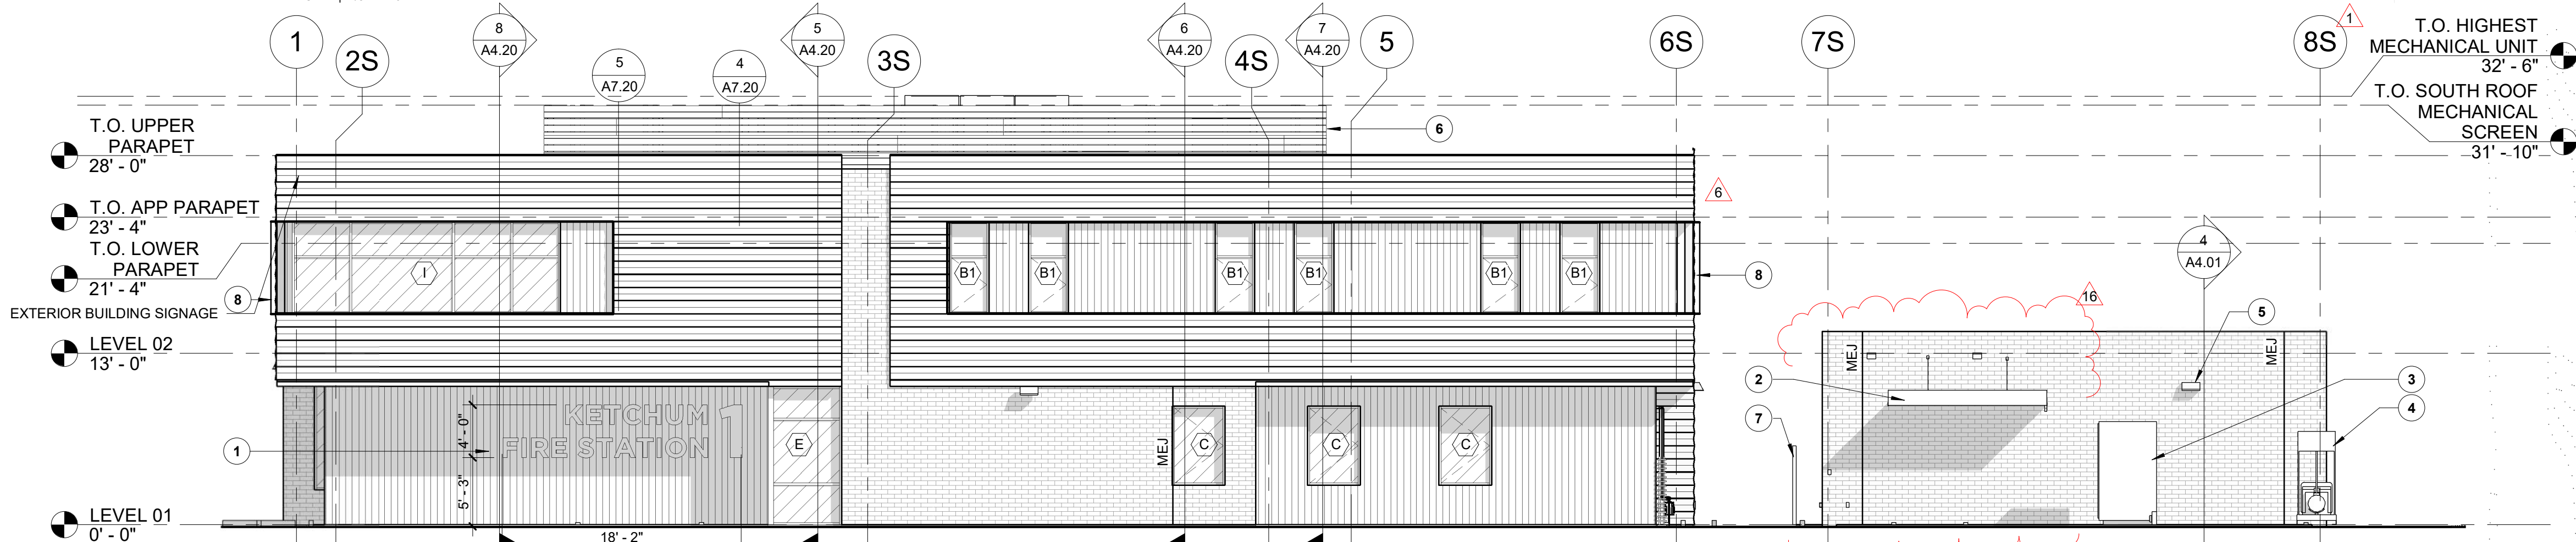 1
2S
8
A4.20
5
A7.20
4
A7.20
5
A4.20
3S
6
A4.20
4S
7
A4.20
5
6S
7S
8S
1
T.O. HIGHEST
MECHANICAL UNIT
32' - 6"
T.O. SOUTH ROOF
MECHANICAL
SCREEN
31' - 10"
T.O. UPPER
PARAPET
28' - 0"
6
T.O. APP PARAPET
23' - 4"
6
T.O. LOWER
PARAPET
21' - 4"
4
A4.01
I
B1
B1
B1
B1
B1
B1
8
8
EXTERIOR BUILDING SIGNAGE
16
5
LEVEL 02
13' - 0"
MEJ
MEJ
2
3
4
7
KETCHUM 1
FIRE STATION
4' - 0"
5' - 3"
1
E
MEJ
C
C
C
LEVEL 01
0' - 0"
18' - 2"